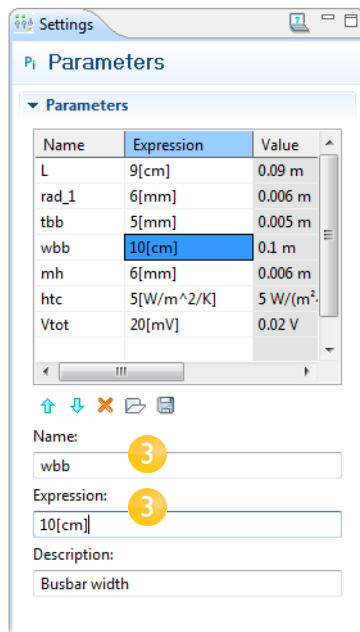 Settings
Pi Parameters
Parameters
Name Expression Value
L 9[cm] 0.09 m
rad_1 6[mm] 0.006 m
tbb 5[mm] 0.005 m
wbb 10[cm] 0.1 m
mh 6[mm] 0.006 m
htc 5[W/m^2/K] 5 W/(m²·
Vtot 20[mV] 0.02 V
Name:
3
wbb
Expression:
3
10[cm]
Description:
Busbar width